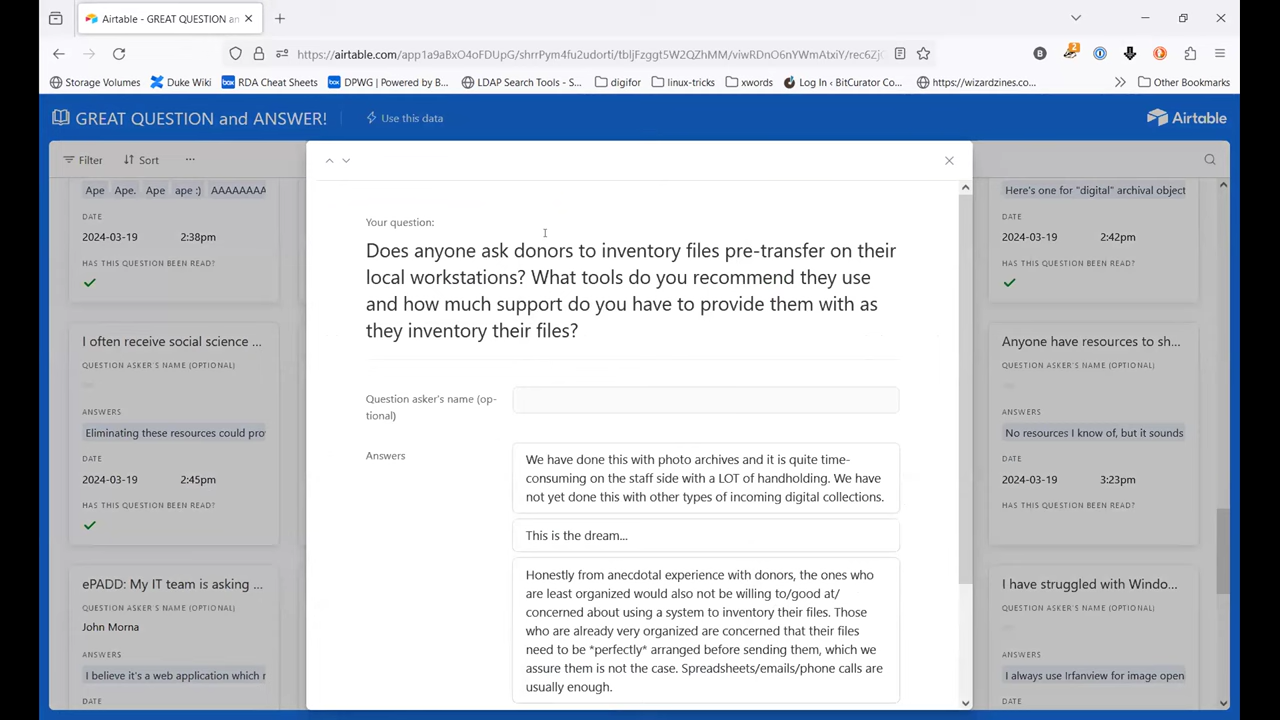 Airtable - GREAT QUESTION an
https://airtable.com/app1a9aBxO4oFDUpG/shrrPym4fu2udorti/tbljFzggt5W2QZhMM/viwRDnO6nYWmAtxiY/rec6Zj
2
Storage Volumes
Duke Wiki
RDA Cheat Sheets
DPWG | Powered by B...
LDAP Search Tools - S...
digifor
linux-tricks
xwords
Log In ‹ BitCurator Co...
https://wizardzines.co...
Other Bookmarks
GREAT QUESTION and ANSWER!
Use this data
Airtable
Filter
Sort
...
Ape Ape. Ape ape :) AAAAAAAA
DATE
2024-03-19 2:38pm
HAS THIS QUESTION BEEN READ?
I often receive social science ...
QUESTION ASKER'S NAME (OPTIONAL)
ANSWERS
Eliminating these resources could pro
DATE
2024-03-19 2:45pm
HAS THIS QUESTION BEEN READ?
ePADD: My IT team is asking ...
QUESTION ASKER'S NAME (OPTIONAL)
John Morna
ANSWERS
I believe it's a web application which r
DATE
Your question:
Does anyone ask donors to inventory files pre-transfer on their
local workstations? What tools do you recommend they use
and how much support do you have to provide them with as
they inventory their files?
Question asker's name (op-
tional)
Answers
We have done this with photo archives and it is quite time-
consuming on the staff side with a LOT of handholding. We have
not yet done this with other types of incoming digital collections.
This is the dream...
Honestly from anecdotal experience with donors, the ones who
are least organized would also not be willing to/good at/
concerned about using a system to inventory their files. Those
who are already very organized are concerned that their files
need to be *perfectly* arranged before sending them, which we
assure them is not the case. Spreadsheets/emails/phone calls are
usually enough.
Here's one for "digital" archival object
DATE
2024-03-19 2:42pm
HAS THIS QUESTION BEEN READ?
Anyone have resources to sh...
QUESTION ASKER'S NAME (OPTIONAL)
ANSWERS
No resources I know of, but it sounds
DATE
2024-03-19 3:23pm
HAS THIS QUESTION BEEN READ?
I have struggled with Windo...
QUESTION ASKER'S NAME (OPTIONAL)
ANSWERS
I always use Irfanview for image open
DATE